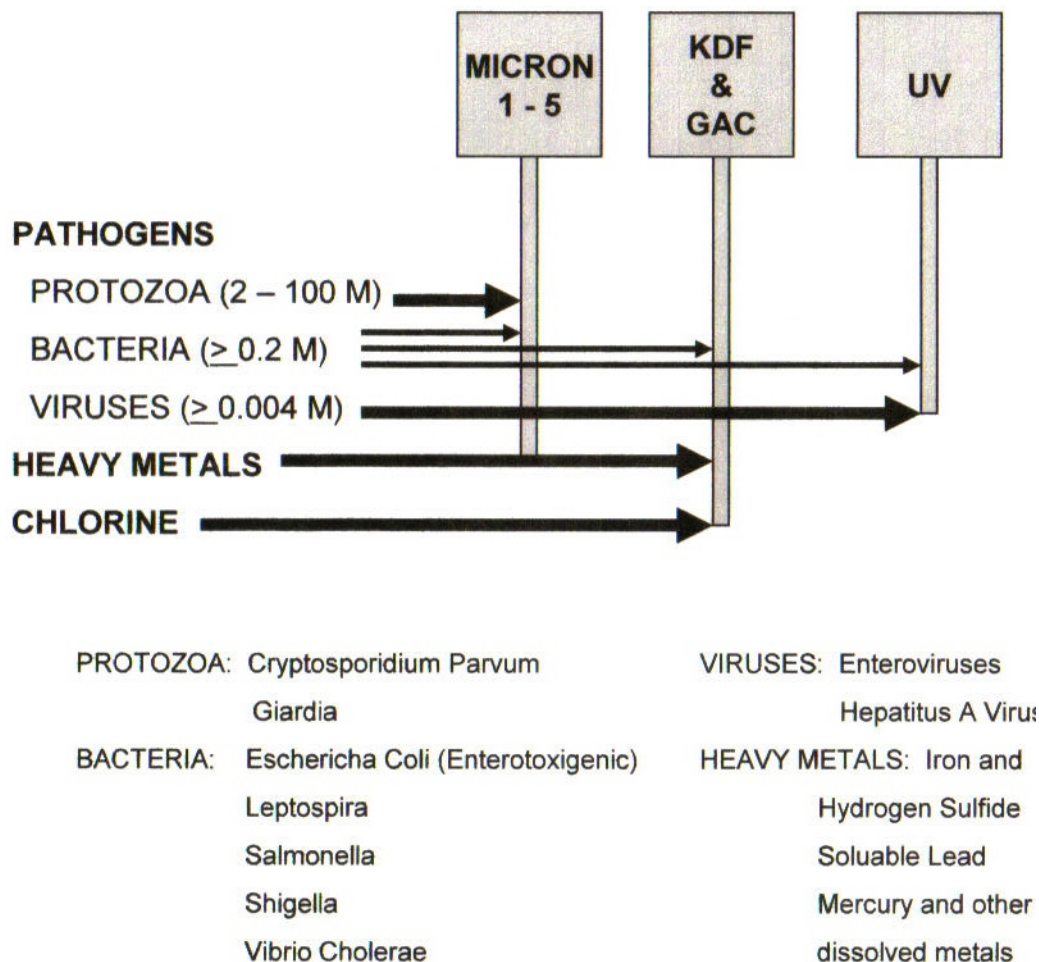 MICRON
1 - 5
KDF
&
GAC
UV
PATHOGENS
PROTOZOA (2 – 100 M)
BACTERIA (≥ 0.2 M)
VIRUSES (≥ 0.004 M)
HEAVY METALS
CHLORINE
PROTOZOA: Cryptosporidium Parvum
Giardia
BACTERIA: Eschericha Coli (Enterotoxigenic)
Leptospira
Salmonella
Shigella
Vibrio Cholerae
VIRUSES: Enteroviruses
Hepatitus A Virus
HEAVY METALS: Iron and
Hydrogen Sulfide
Soluable Lead
Mercury and other
dissolved metals